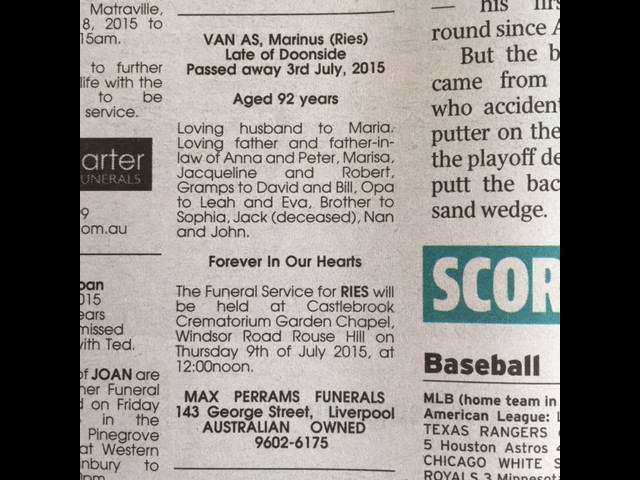 Matraville,
8, 2015 to
15am.
to further
life with the
to be
service.
arter
UNERALS
9
om.au
oan
015
ears
missed
ith Ted.
of JOAN are
her Funeral
d on Friday
in the
Pinegrove
at Western
nbury to
0pm.
VAN AS, Marinus (Ries)
Late of Doonside
Passed away 3rd July, 2015
Aged 92 years
Loving husband to Maria.
Loving father and father-in-
law of Anna and Peter, Marisa,
Jacqueline and Robert,
Gramps to David and Bill, Opa
to Leah and Eva, Brother to
Sophia, Jack (deceased), Nan
and John.
Forever In Our Hearts
The Funeral Service for RIES will
be held at Castlebrook
Crematorium Garden Chapel,
Windsor Road Rouse Hill on
Thursday 9th of July 2015, at
12:00noon.
MAX PERRAMS FUNERALS
143 George Street, Liverpool
AUSTRALIAN OWNED
9602-6175
— his firs
round since A
But the b
came from
who accident
putter on the
the playoff de
putt the bac
sand wedge.
SCOR
Baseball
MLB (home team in
American League: L
TEXAS RANGERS
5 Houston Astros 4
CHICAGO WHITE S
ROYALS 3 Minnesot